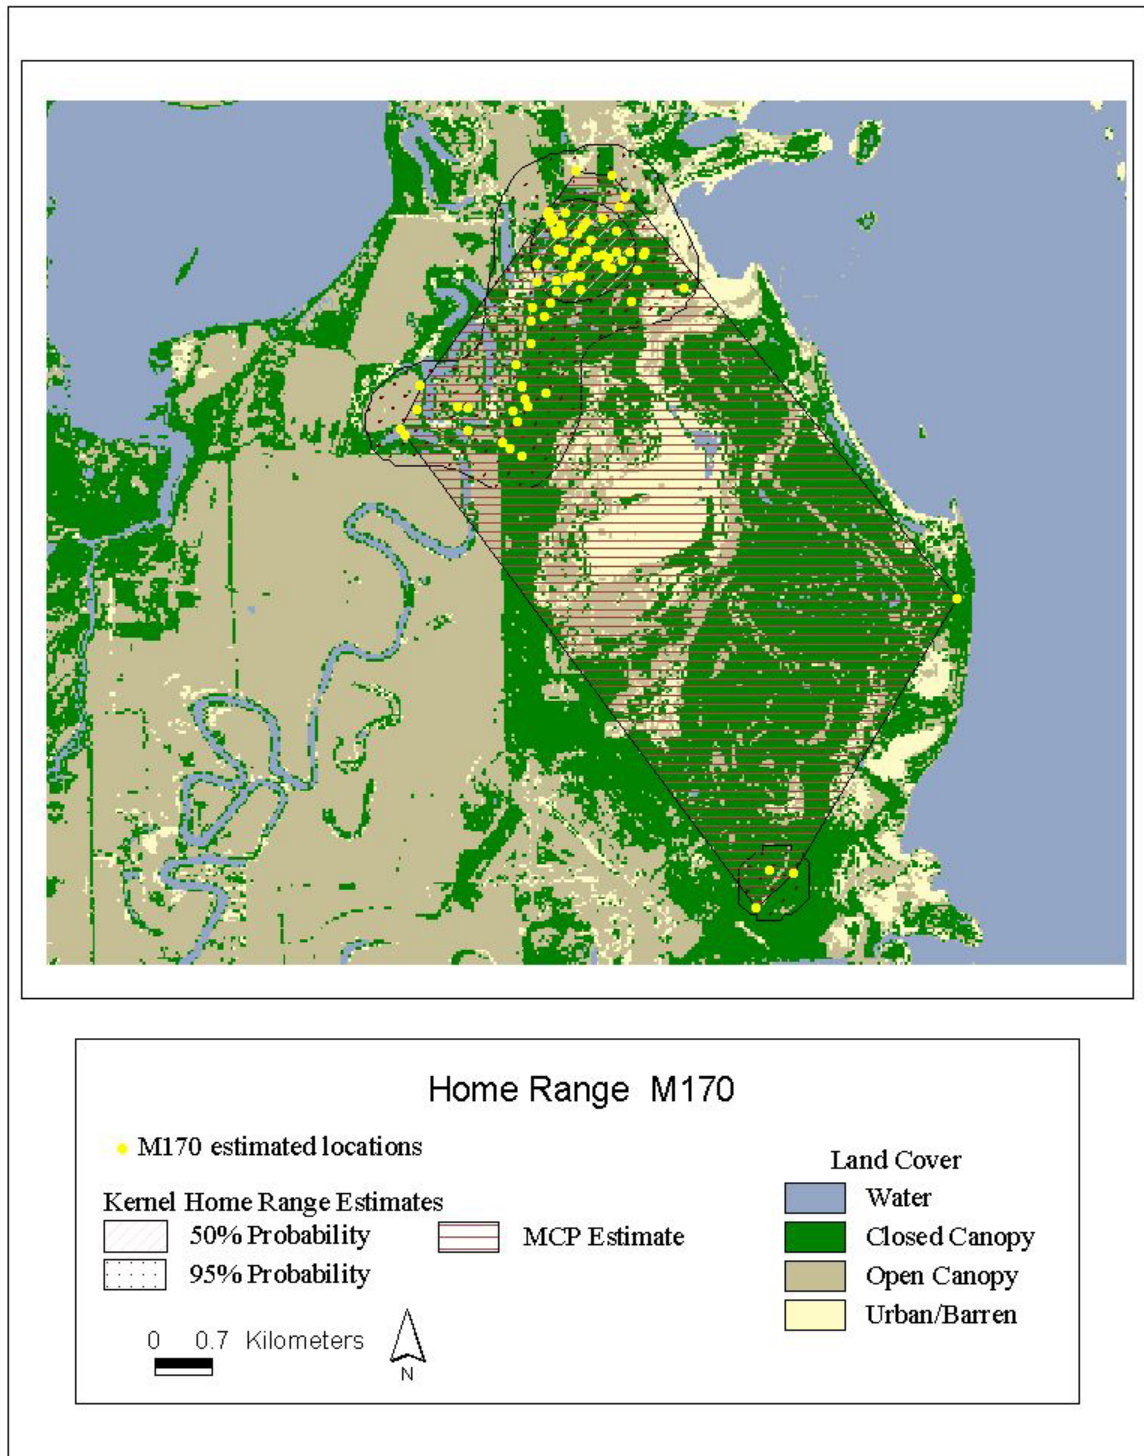 Home Range M170
M170 estimated locations
Kernel Home Range Estimates
50% Probability
95% Probability
MCP Estimate
0 0.7 Kilometers
N
Land Cover
Water
Closed Canopy
Open Canopy
Urban/Barren